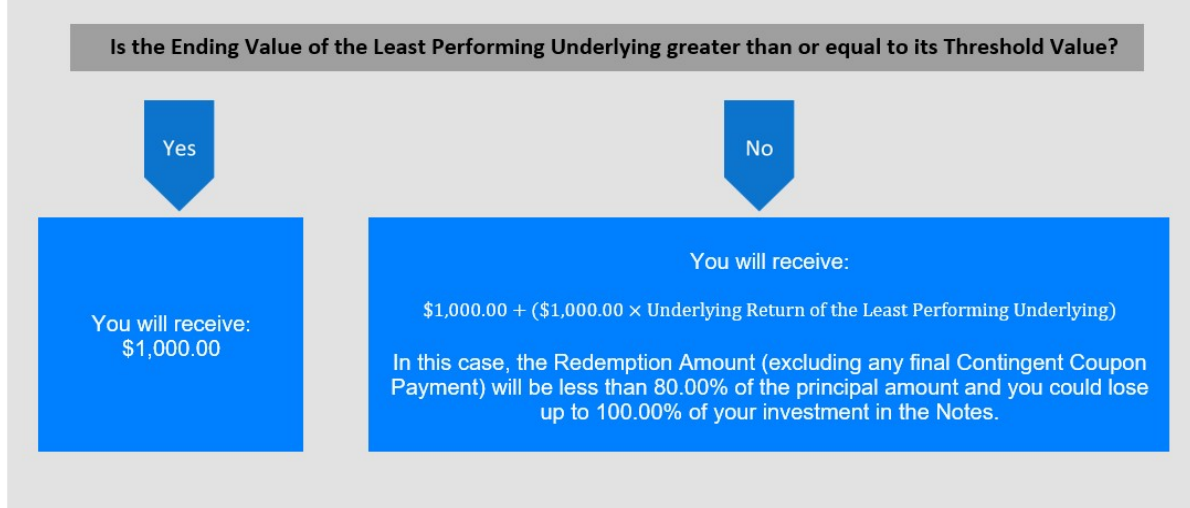 Is the Ending Value of the Least Performing Underlying greater than or equal to its Threshold Value?
Yes
No
You will receive:
$1,000.00
You will receive:
$1,000.00 + ($1,000.00 × Underlying Return of the Least Performing Underlying)
In this case, the Redemption Amount (excluding any final Contingent Coupon
Payment) will be less than 80.00% of the principal amount and you could lose
up to 100.00% of your investment in the Notes.